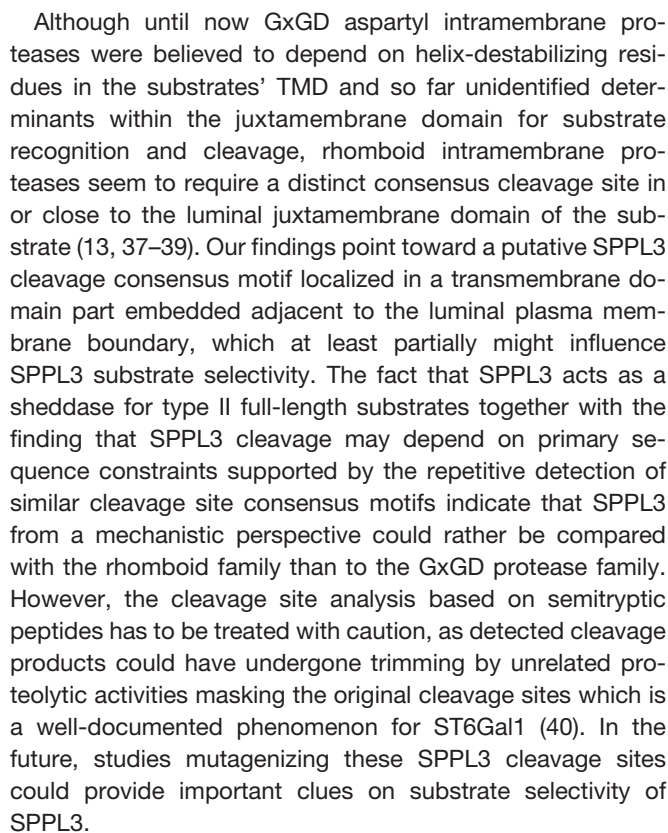 Although until now GxGD aspartyl intramembrane pro-
teases were believed to depend on helix-destabilizing resi-
dues in the substrates' TMD and so far unidentified deter-
minants within the juxtamembrane domain for substrate
recognition and cleavage, rhomboid intramembrane pro-
teases seem to require a distinct consensus cleavage site in
or close to the luminal juxtamembrane domain of the sub-
strate (13, 37–39). Our findings point toward a putative SPPL3
cleavage consensus motif localized in a transmembrane do-
main part embedded adjacent to the luminal plasma mem-
brane boundary, which at least partially might influence
SPPL3 substrate selectivity. The fact that SPPL3 acts as a
sheddase for type II full-length substrates together with the
finding that SPPL3 cleavage may depend on primary se-
quence constraints supported by the repetitive detection of
similar cleavage site consensus motifs indicate that SPPL3
from a mechanistic perspective could rather be compared
with the rhomboid family than to the GxGD protease family.
However, the cleavage site analysis based on semitryptic
peptides has to be treated with caution, as detected cleavage
products could have undergone trimming by unrelated pro-
teolytic activities masking the original cleavage sites which is
a well-documented phenomenon for ST6Gal1 (40). In the
future, studies mutagenizing these SPPL3 cleavage sites
could provide important clues on substrate selectivity of
SPPL3.